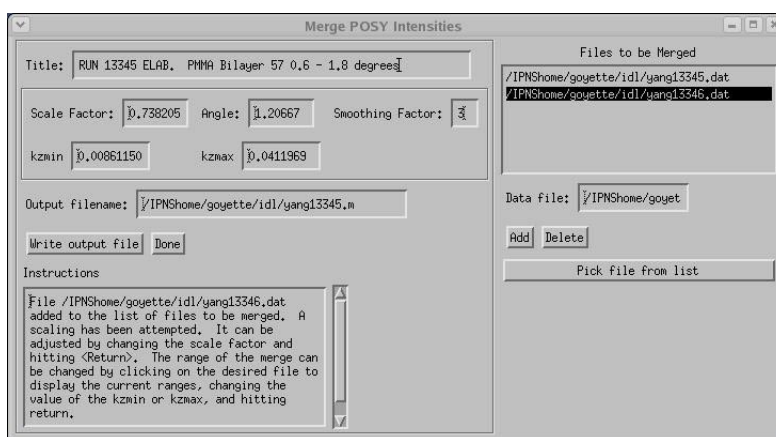 Merge POSY Intensities
Title: RUN 13345 ELAB. PMMA Bilayer 57 0.6 - 1.8 degrees
Scale Factor: 0.738205 Angle: 1.20667 Smoothing Factor: 3
kzmin 0.00861150 kzmax 0.0411969
Output filename: /IPNShome/goyette/idl/yang13345.m
Write output file Done
Instructions
File /IPNShome/goyette/idl/yang13346.dat
added to the list of files to be merged. A
scaling has been attempted. It can be
adjusted by changing the scale factor and
hitting <Return>. The range of the merge can
be changed by clicking on the desired file to
display the current ranges, changing the
value of the kzmin or kzmax, and hitting
return.
Files to be Merged
/IPNShome/goyette/idl/yang13345.dat
/IPNShome/goyette/idl/yang13346.dat
Data file: /IPNShome/goyet
Add Delete
Pick file from list